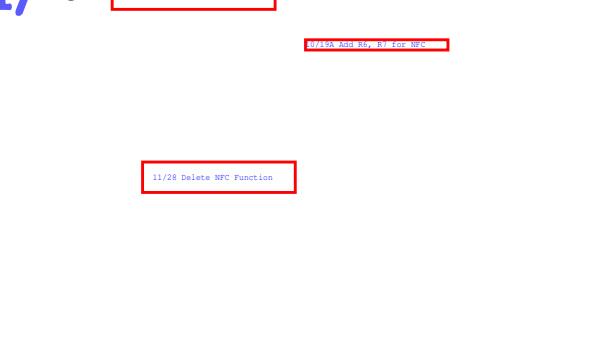 10/19A Add R6, R7 for NFC
11/28 Delete NFC Function